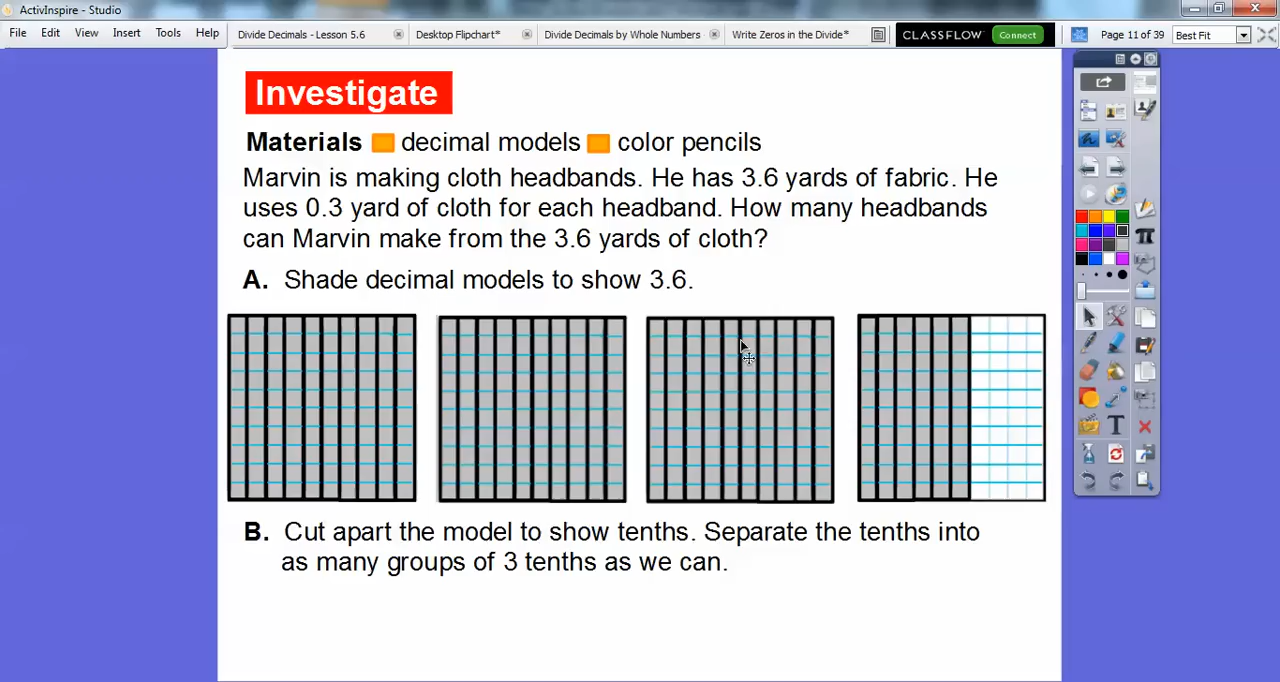 ActivInspire - Studio
File Edit View Insert Tools Help Divide Decimals - Lesson 5.6 Desktop Flipchart* Divide Decimals by Whole Numbers Write Zeros in the Divide* CLASSFLOW Connect Page 11 of 39 Best Fit
Investigate
Materials decimal models color pencils
Marvin is making cloth headbands. He has 3.6 yards of fabric. He
uses 0.3 yard of cloth for each headband. How many headbands
can Marvin make from the 3.6 yards of cloth?
A. Shade decimal models to show 3.6.
B. Cut apart the model to show tenths. Separate the tenths into
as many groups of 3 tenths as we can.